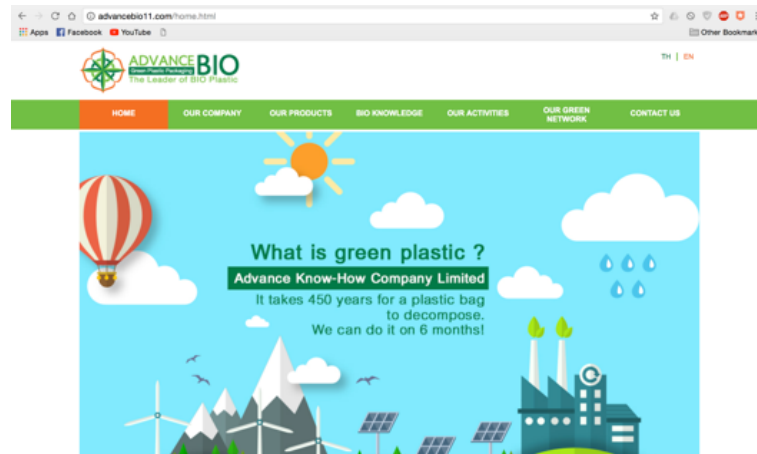 advancebio11.com/home.html
Apps Facebook YouTube Other Bookmark
ADVANCE BIO
Green Plastic Packaging
The Leader of BIO Plastic
TH | EN
HOME OUR COMPANY OUR PRODUCTS BIO KNOWLEDGE OUR ACTIVITIES OUR GREEN NETWORK CONTACT US
What is green plastic ?
Advance Know-How Company Limited
It takes 450 years for a plastic bag
to decompose.
We can do it on 6 months!